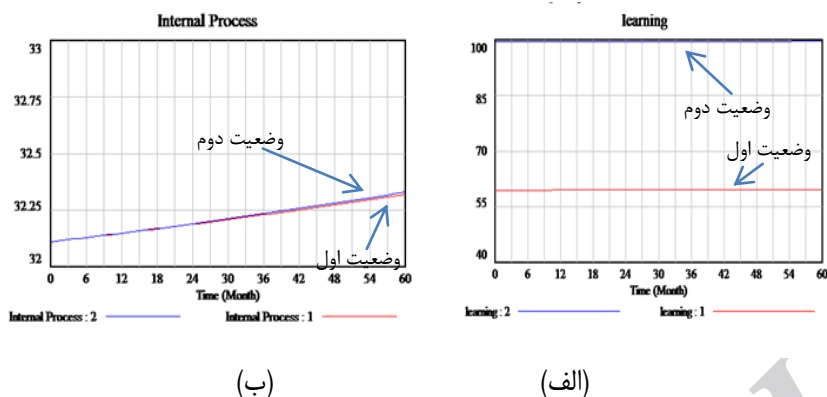 Internal Process
33
32.75
32.5
32.25
32
وضعیت دوم
وضعیت اول
0 6 12 18 24 30 36 42 48 54 60
Time (Month)
Internal Process : 2 Internal Process : 1
(ب)
learning
100
85
70
55
40
وضعیت دوم
وضعیت اول
0 6 12 18 24 30 36 42 48 54 60
Time (Month)
learning : 2 learning : 1
(الف)